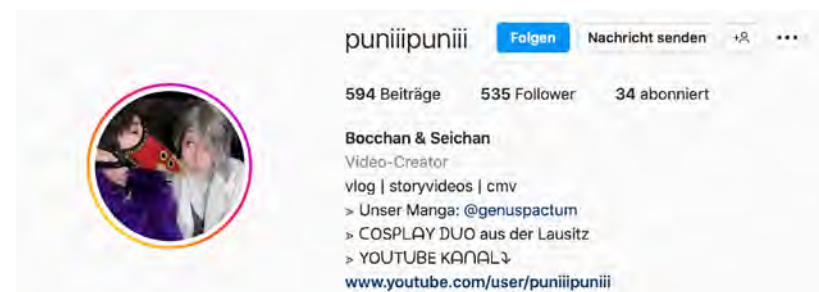 puniiipuniii Folgen Nachricht senden
594 Beiträge 535 Follower 34 abonniert
Bocchan & Seichan
Video-Creator
vlog | storyvideos | cmv
» Unser Manga: @genuspactum
» COSPLAY DUO aus der Lausitz
» YOUTUBE KANAL⤵
www.youtube.com/user/puniiipuniii